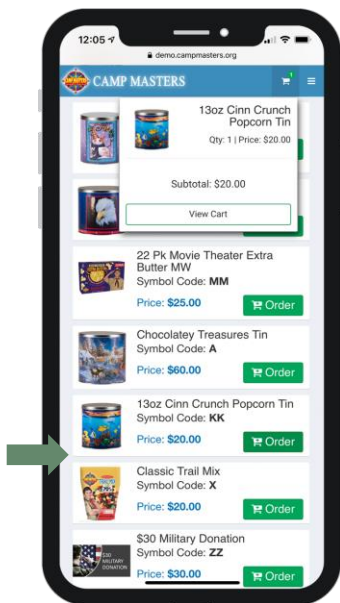 12:05
demo.campmasters.org
CAMP MASTERS
13oz Cinn Crunch
Popcorn Tin
Qty: 1 | Price: $20.00
Subtotal: $20.00
View Cart
22 Pk Movie Theater Extra
Butter MW
Symbol Code: MM
Price: $25.00
Order
Chocolatey Treasures Tin
Symbol Code: A
Price: $60.00
Order
13oz Cinn Crunch Popcorn Tin
Symbol Code: KK
Price: $20.00
Order
Classic Trail Mix
Symbol Code: X
Price: $20.00
Order
$30 Military Donation
Symbol Code: ZZ
$30
MILITARY
DONATION
Price: $30.00
Order